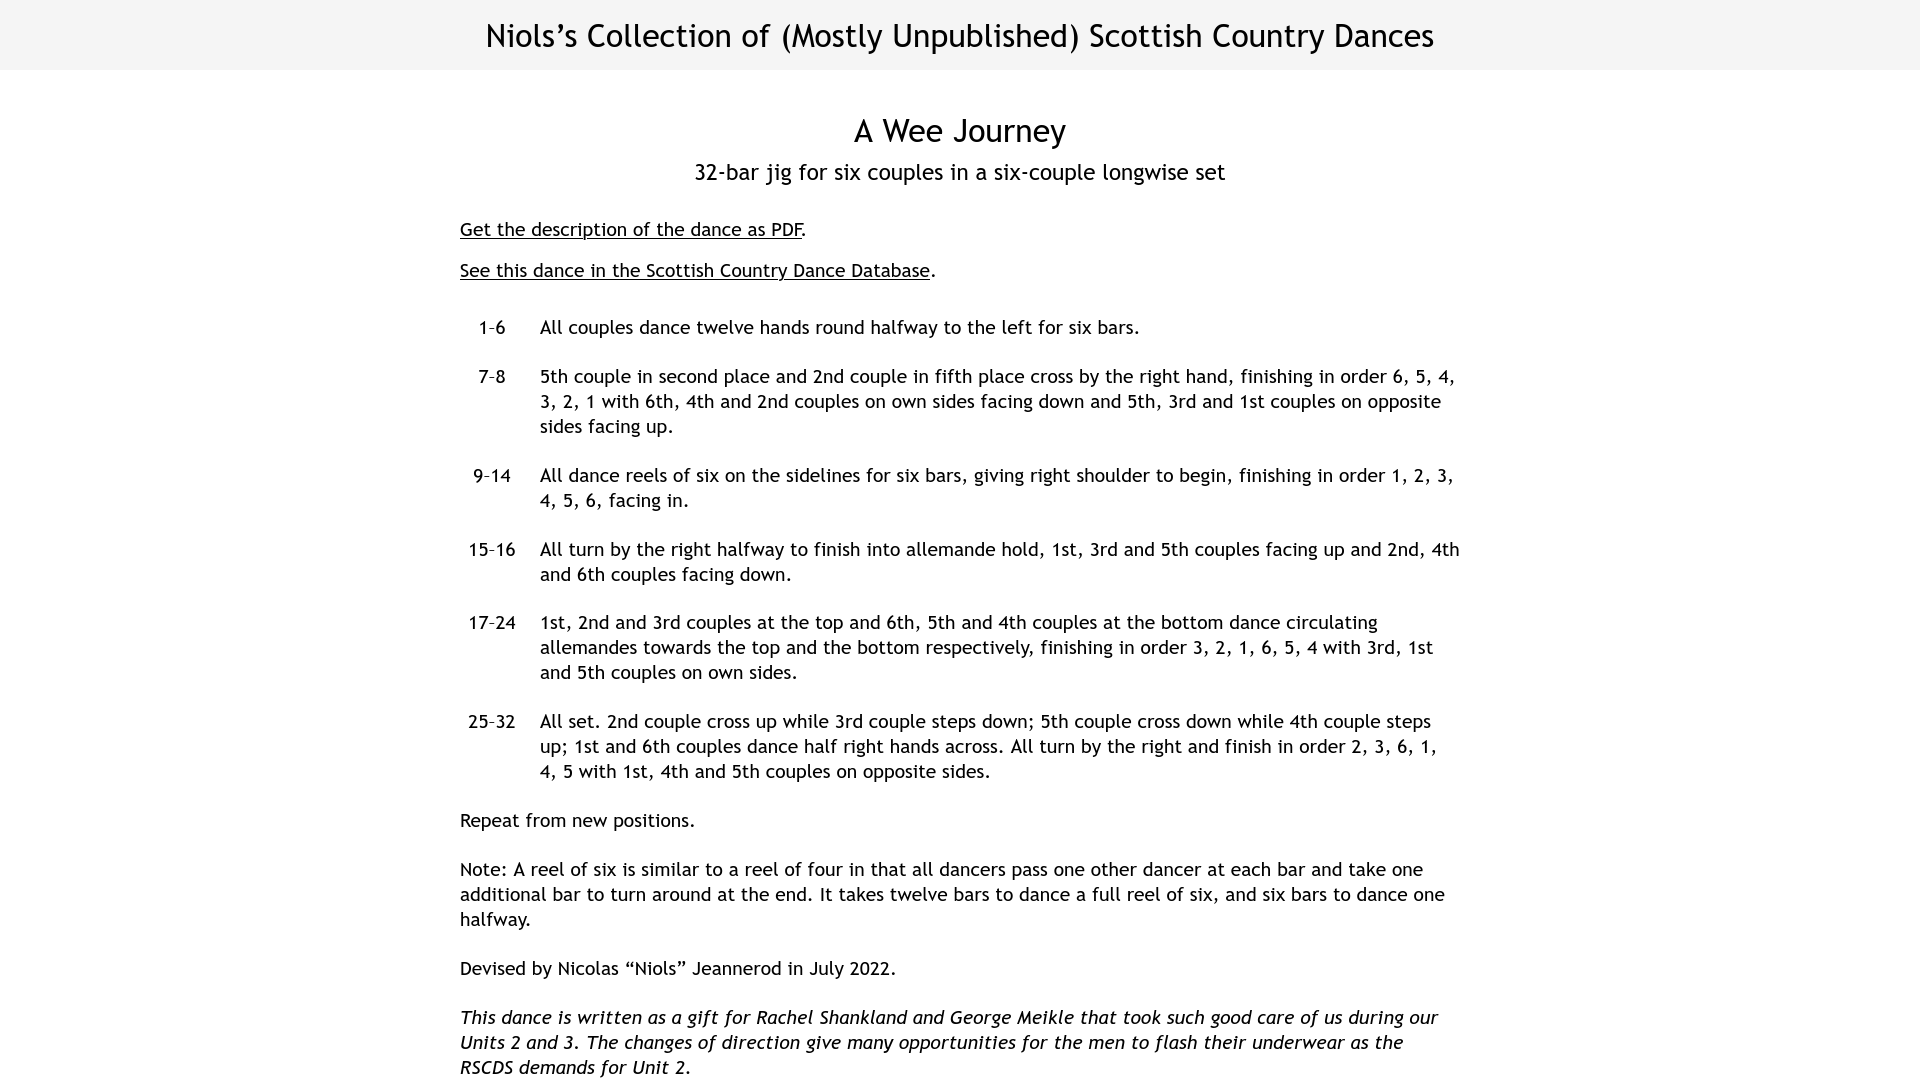 Niols’s Collection of (Mostly Unpublished) Scottish Country Dances
A Wee Journey
32-bar jig for six couples in a six-couple longwise set
Get the description of the dance as PDF.
See this dance in the Scottish Country Dance Database.
1–6 All couples dance twelve hands round halfway to the left for six bars.
7–8 5th couple in second place and 2nd couple in fifth place cross by the right hand, finishing in order 6, 5, 4,
3, 2, 1 with 6th, 4th and 2nd couples on own sides facing down and 5th, 3rd and 1st couples on opposite
sides facing up.
9–14 All dance reels of six on the sidelines for six bars, giving right shoulder to begin, finishing in order 1, 2, 3,
4, 5, 6, facing in.
15–16 All turn by the right halfway to finish into allemande hold, 1st, 3rd and 5th couples facing up and 2nd, 4th
and 6th couples facing down.
17–24 1st, 2nd and 3rd couples at the top and 6th, 5th and 4th couples at the bottom dance circulating
allemandes towards the top and the bottom respectively, finishing in order 3, 2, 1, 6, 5, 4 with 3rd, 1st
and 5th couples on own sides.
25–32 All set. 2nd couple cross up while 3rd couple steps down; 5th couple cross down while 4th couple steps
up; 1st and 6th couples dance half right hands across. All turn by the right and finish in order 2, 3, 6, 1,
4, 5 with 1st, 4th and 5th couples on opposite sides.
Repeat from new positions.
Note: A reel of six is similar to a reel of four in that all dancers pass one other dancer at each bar and take one
additional bar to turn around at the end. It takes twelve bars to dance a full reel of six, and six bars to dance one
halfway.
Devised by Nicolas “Niols” Jeannerod in July 2022.
This dance is written as a gift for Rachel Shankland and George Meikle that took such good care of us during our
Units 2 and 3. The changes of direction give many opportunities for the men to flash their underwear as the
RSCDS demands for Unit 2.